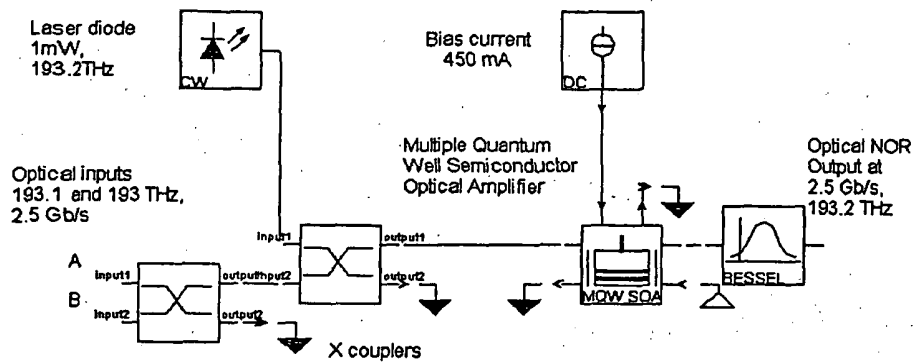 Laser diode
1mW,
193.2THz
CW
Bias current
450 mA
DC
Multiple Quantum
Well Semiconductor
Optical Amplifier
Optical NOR
Output at
2.5 Gb/s,
193.2 THz
Optical inputs
193.1 and 193 THz,
2.5 Gb/s
input1 output1
A
input1 output1 input2 output2
B
input2 output2
MQW SOA
BESSEL
X couplers